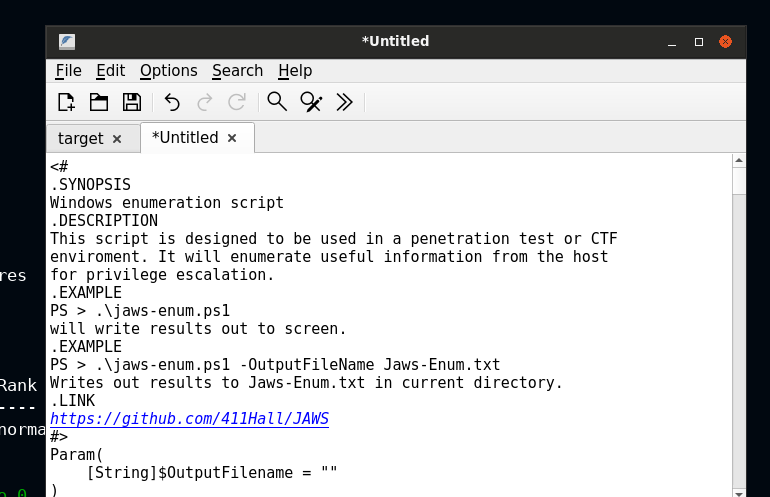 *Untitled
File Edit Options Search Help
target *Untitled
<#
.SYNOPSIS
Windows enumeration script
.DESCRIPTION
This script is designed to be used in a penetration test or CTF
enviroment. It will enumerate useful information from the host
res
for privilege escalation.
.EXAMPLE
PS > .\jaws-enum.ps1
will write results out to screen.
.EXAMPLE
PS > .\jaws-enum.ps1 -OutputFileName Jaws-Enum.txt
Rank
Writes out results to Jaws-Enum.txt in current directory.
----
.LINK
https://github.com/411Hall/JAWS
norma
#>
Param(
[String]$OutputFilename = ""
)